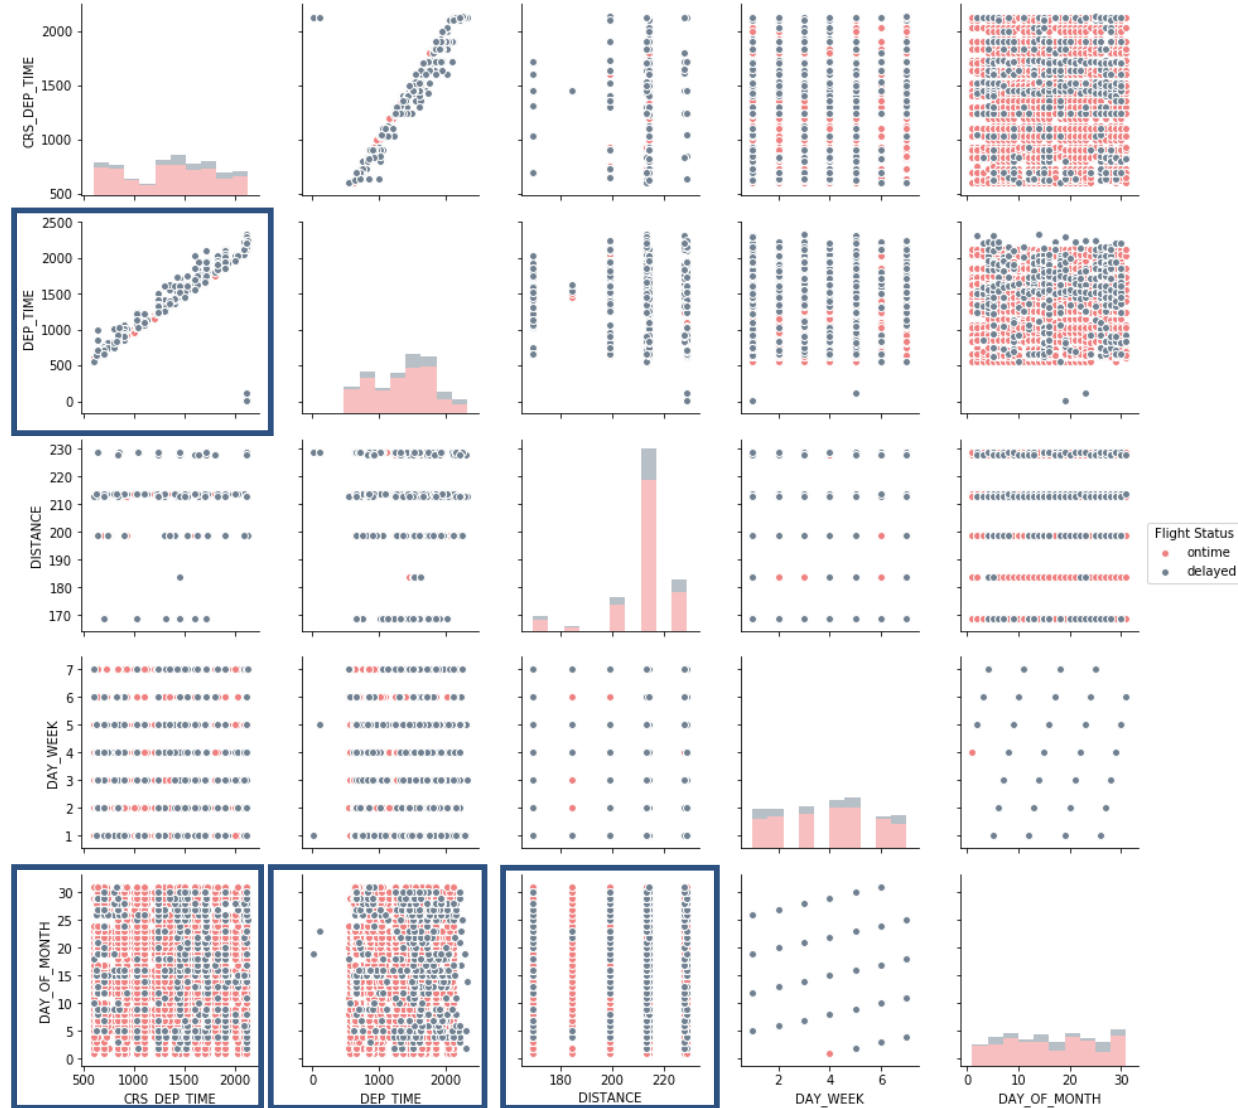 2000
1500
1000
500
CRS_DEP_TIME
2500
2000
1500
1000
500
0
DEP_TIME
230
220
210
200
190
180
170
DISTANCE
Flight Status
ontime
delayed
7
6
5
4
3
2
1
DAY_WEEK
30
25
20
15
10
5
0
DAY_OF_MONTH
500 1000 1500 2000
CRS_DEP_TIME
0 1000 2000
DEP_TIME
180 200 220
DISTANCE
2 4 6
DAY_WEEK
0 10 20 30
DAY_OF_MONTH